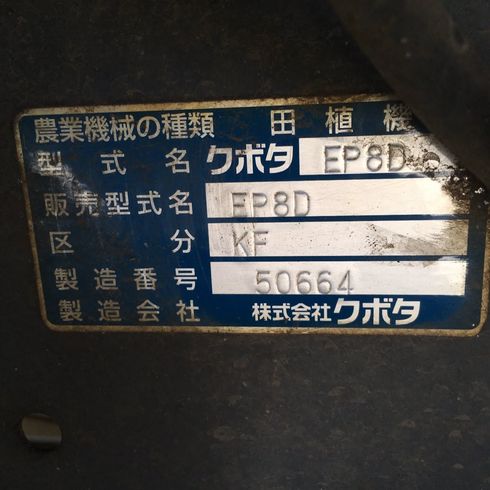 農業機械の種類 田植機
型式名 クボタ EP8D
販売型式名 EP8D
区分 KF
製造番号 50664
製造会社 株式会社クボタ